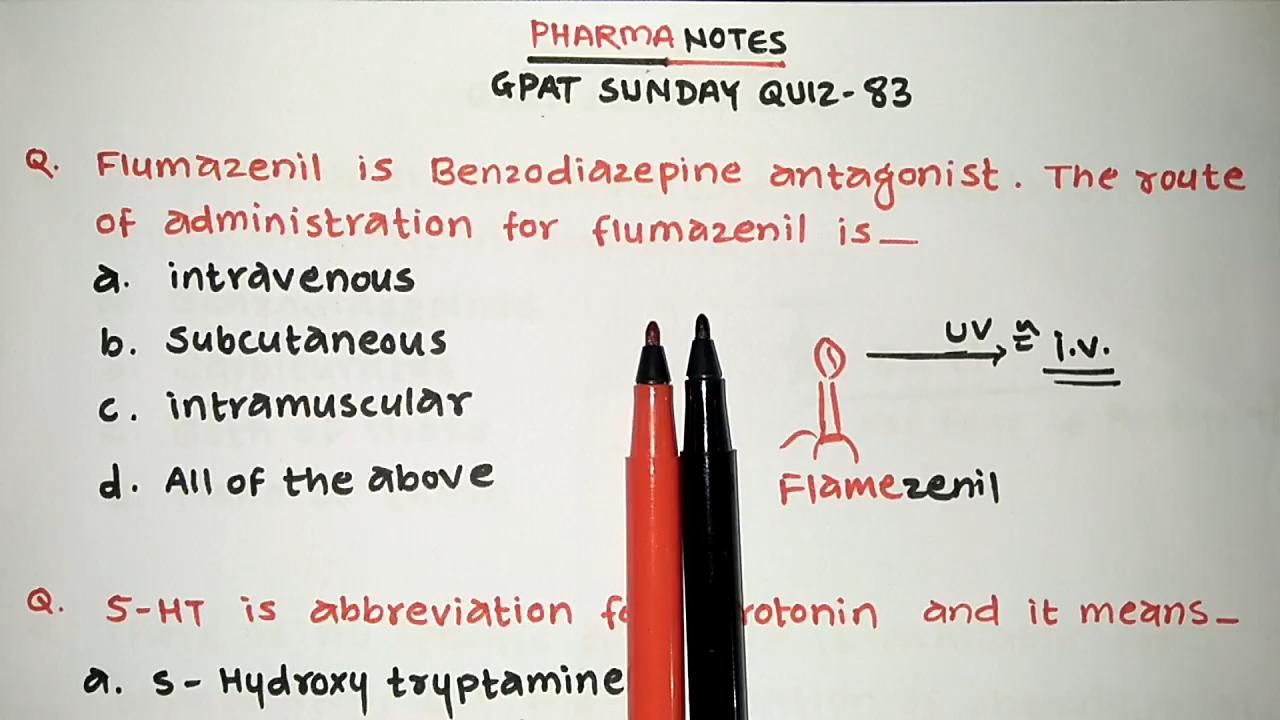 PHARMA NOTES
GPAT SUNDAY QUIZ-83
Q. Flumazenil is Benzodiazepine antagonist. The route
of administration for flumazenil is_
a. intravenous
b. Subcutaneous
c. intramuscular
d. All of the above
UV ≈ i.v.
Flamezenil
Q. 5-HT is abbreviation rotonin and it means_
a. 5-Hydroxy tryptamine